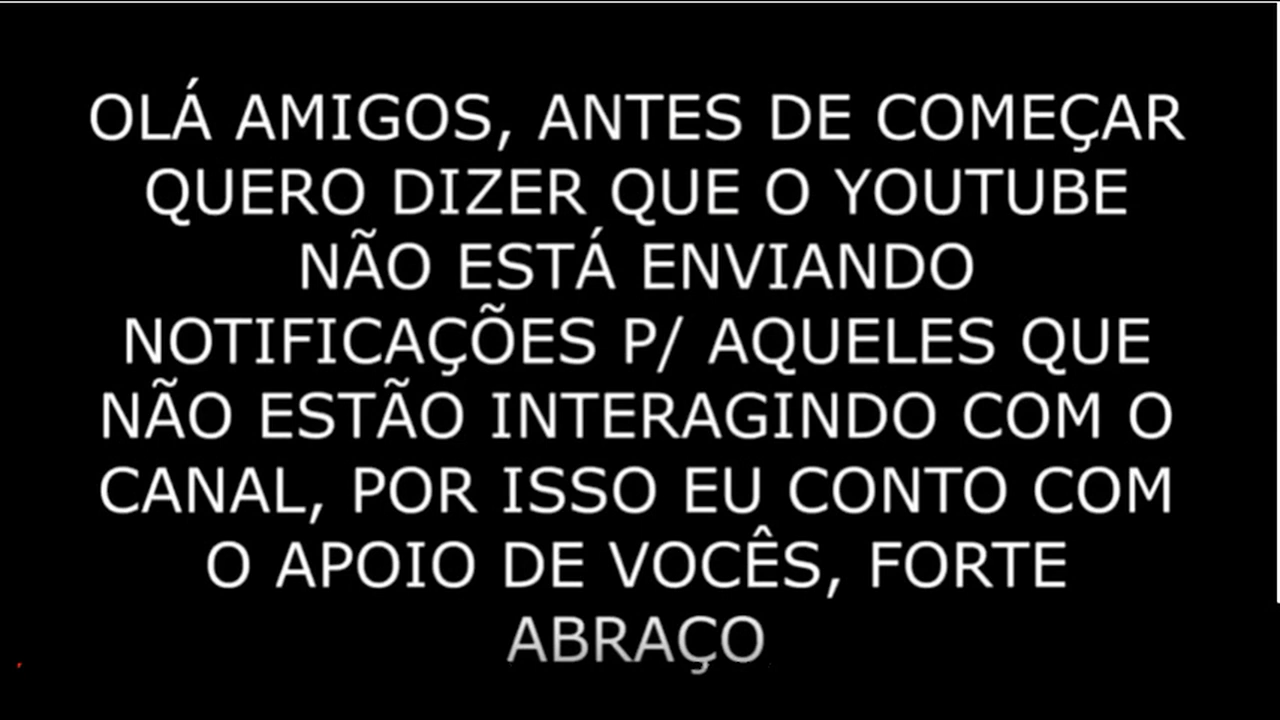 OLÁ AMIGOS, ANTES DE COMEÇAR
QUERO DIZER QUE O YOUTUBE
NÃO ESTÁ ENVIANDO
NOTIFICAÇÕES P/ AQUELES QUE
NÃO ESTÃO INTERAGINDO COM O
CANAL, POR ISSO EU CONTO COM
O APOIO DE VOCÊS, FORTE
ABRAÇO